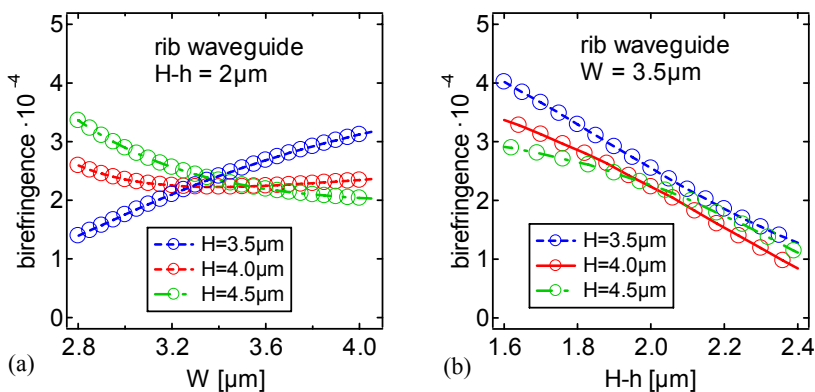 rib waveguide
H-h = 2µm
birefringence ·10⁻⁴
5
4
3
2
1
0
H=3.5µm
H=4.0µm
H=4.5µm
2.8
3.2
3.6
4.0
W [µm]
(a)
rib waveguide
W = 3.5µm
birefringence ·10⁻⁴
5
4
3
2
1
0
H=3.5µm
H=4.0µm
H=4.5µm
1.6
1.8
2.0
2.2
2.4
H-h [µm]
(b)